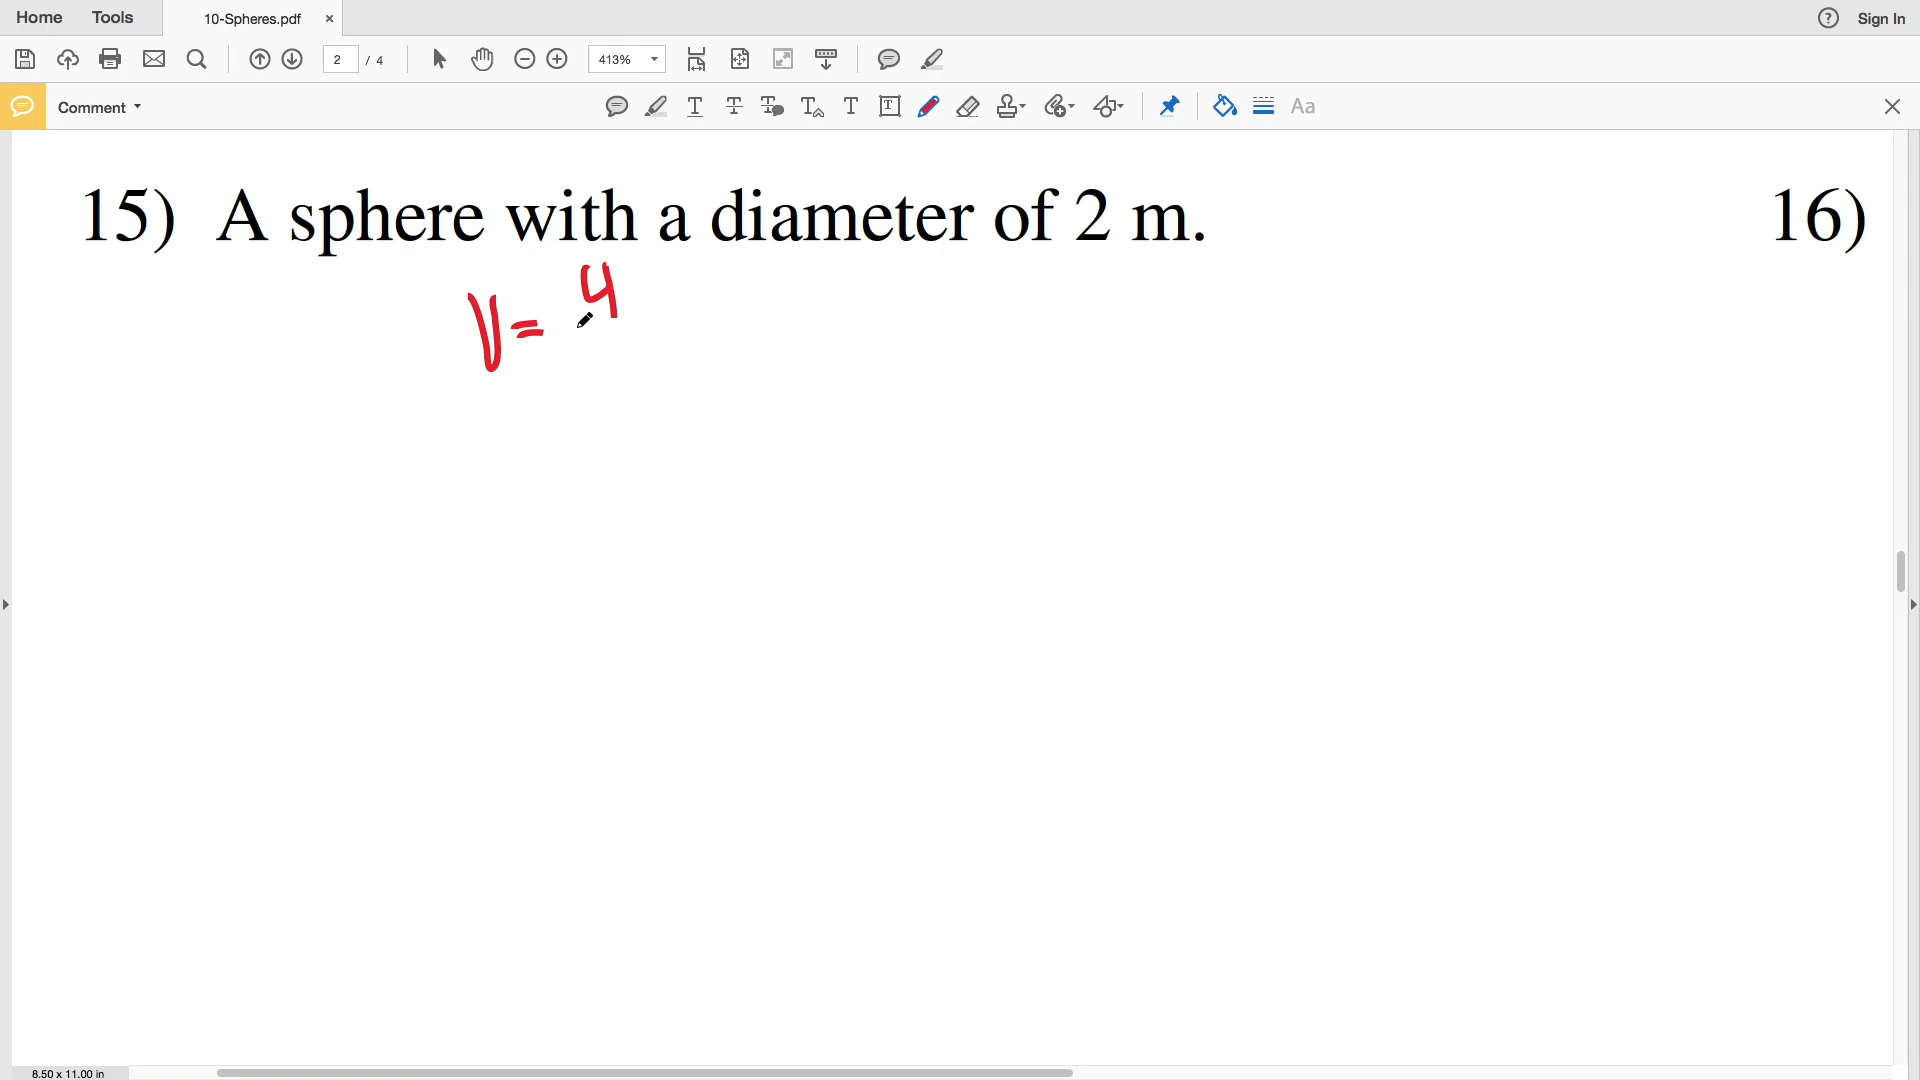 Home Tools 10-Spheres.pdf × ? Sign In
2 / 4 413%
Comment T T T T T T Aa
15) A sphere with a diameter of 2 m. 16)
V= 4
8.50 x 11.00 in